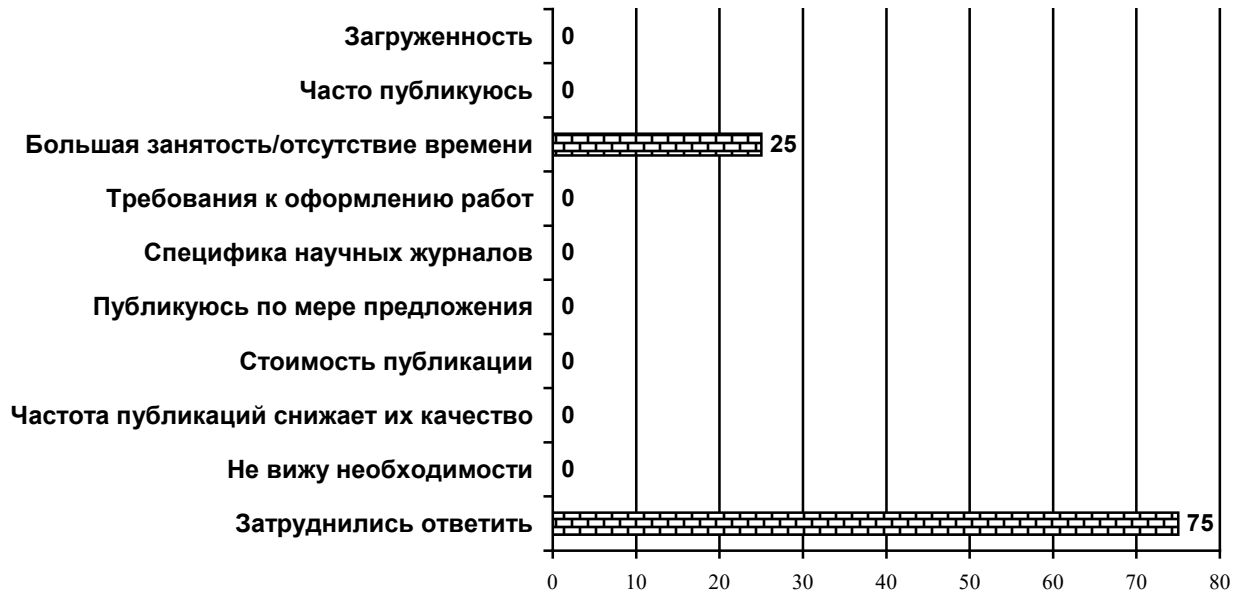 Загруженность 0
Часто публикуюсь 0
Большая занятость/отсутствие времени 25
Требования к оформлению работ 0
Специфика научных журналов 0
Публикуюсь по мере предложения 0
Стоимость публикации 0
Частота публикаций снижает их качество 0
Не вижу необходимости 0
Затруднились ответить 75
0 10 20 30 40 50 60 70 80